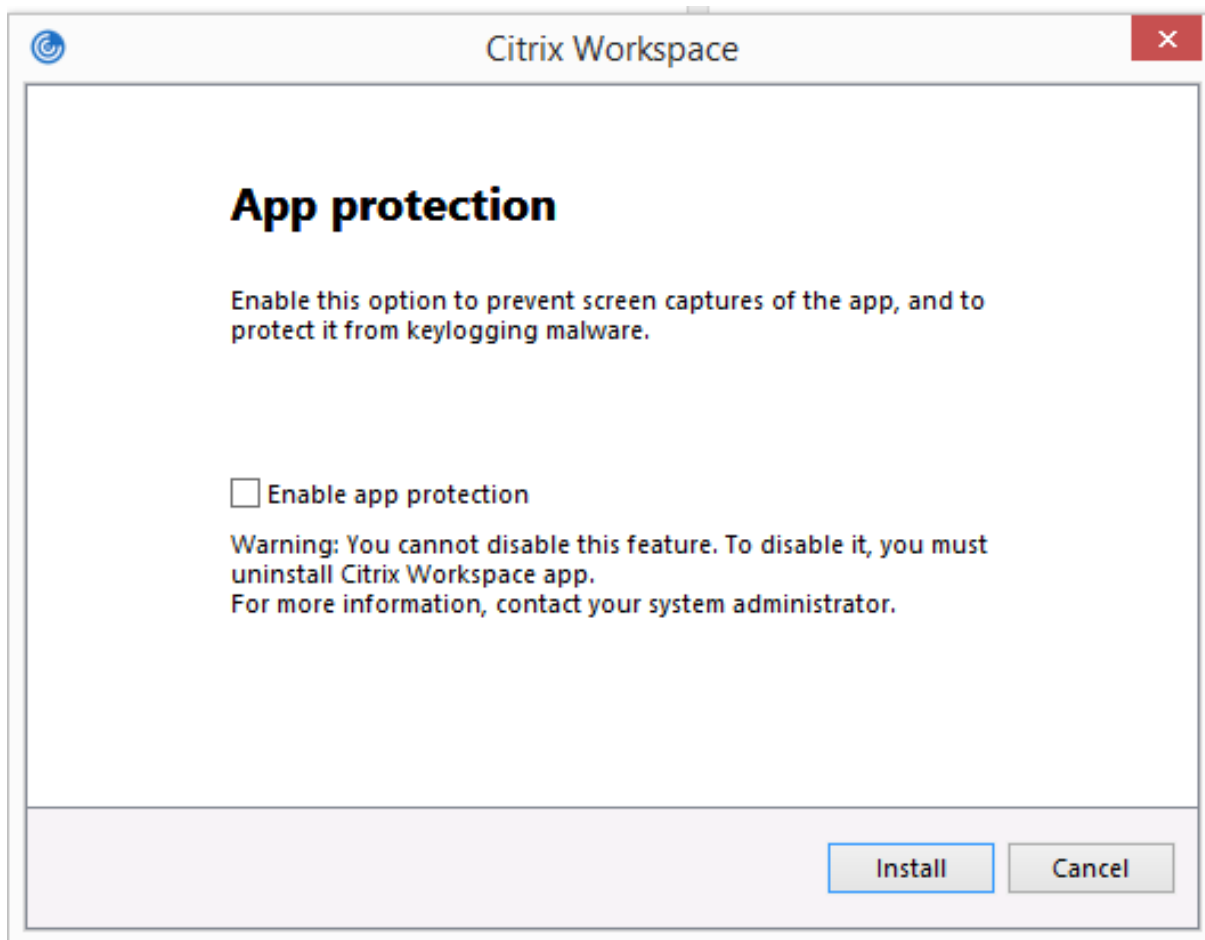 Citrix Workspace
App protection
Enable this option to prevent screen captures of the app, and to
protect it from keylogging malware.
Enable app protection
Warning: You cannot disable this feature. To disable it, you must
uninstall Citrix Workspace app.
For more information, contact your system administrator.
Install Cancel